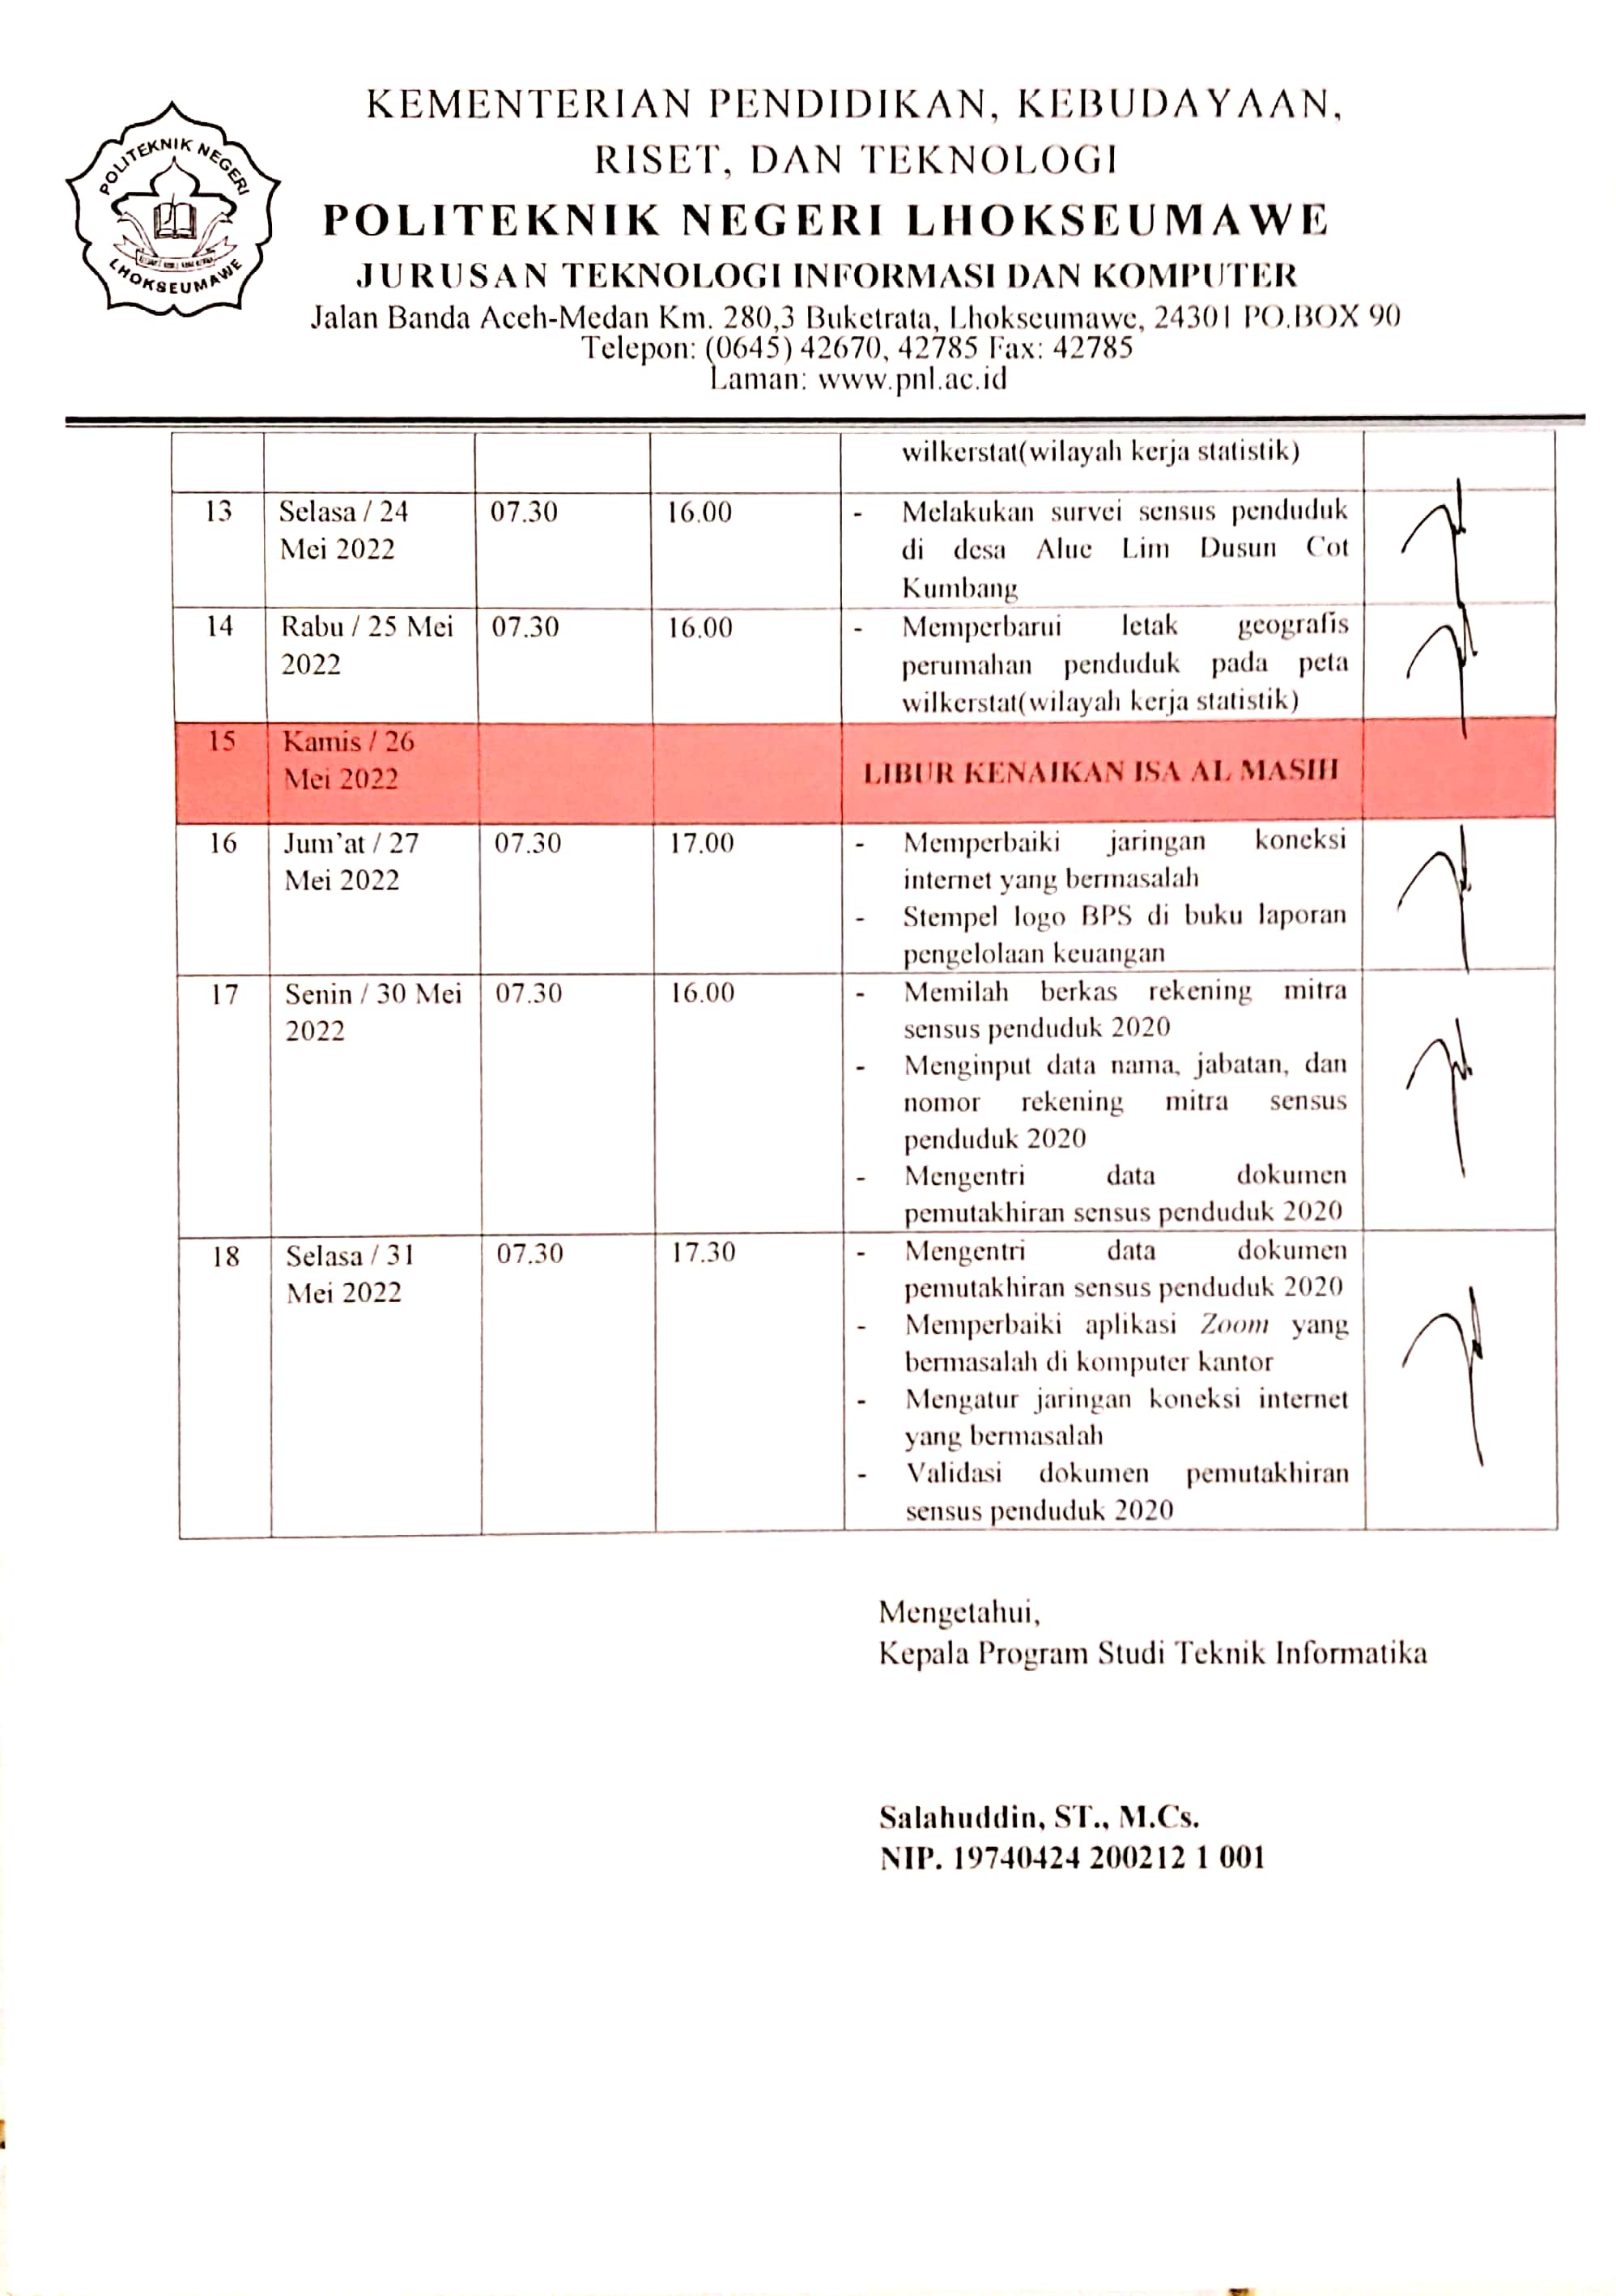 POLITEKNIK NEGERI
LHOKSEUMAWE
KEMENTERIAN PENDIDIKAN, KEBUDAYAAN,
RISET, DAN TEKNOLOGI
POLITEKNIK NEGERI LHOKSEUMAWE
JURUSAN TEKNOLOGI INFORMASI DAN KOMPUTER
Jalan Banda Aceh-Medan Km. 280,3 Buketrata, Lhokseumawe, 24301 PO.BOX 90
Telepon: (0645) 42670, 42785 Fax: 42785
Laman: www.pnl.ac.id
wilkerstat(wilayah kerja statistik)
13 Selasa / 24 07.30 16.00 - Melakukan survei sensus penduduk
Mei 2022 di desa Alue Lim Dusun Cot
Kumbang
14 Rabu / 25 Mei 07.30 16.00 - Memperbarui letak geografis
2022 perumahan penduduk pada peta
wilkerstat(wilayah kerja statistik)
15 Kamis / 26
Mei 2022 LIBUR KENAIKAN ISA AL MASIH
16 Jum'at / 27 07.30 17.00 - Memperbaiki jaringan koneksi
Mei 2022 internet yang bermasalah
- Stempel logo BPS di buku laporan
pengelolaan keuangan
17 Senin / 30 Mei 07.30 16.00 - Memilah berkas rekening mitra
2022 sensus penduduk 2020
- Menginput data nama, jabatan, dan
nomor rekening mitra sensus
penduduk 2020
- Mengentri data dokumen
pemutakhiran sensus penduduk 2020
18 Selasa / 31 07.30 17.30 - Mengentri data dokumen
Mei 2022 pemutakhiran sensus penduduk 2020
- Memperbaiki aplikasi Zoom yang
bermasalah di komputer kantor
- Mengatur jaringan koneksi internet
yang bermasalah
- Validasi dokumen pemutakhiran
sensus penduduk 2020
Mengetahui,
Kepala Program Studi Teknik Informatika
Salahuddin, ST., M.Cs.
NIP. 19740424 200212 1 001